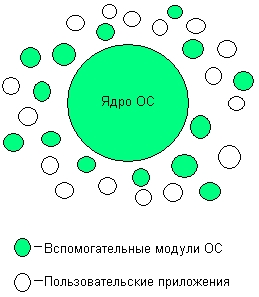 Ядро ОС
Вспомогательные модули ОС
Пользовательские приложения